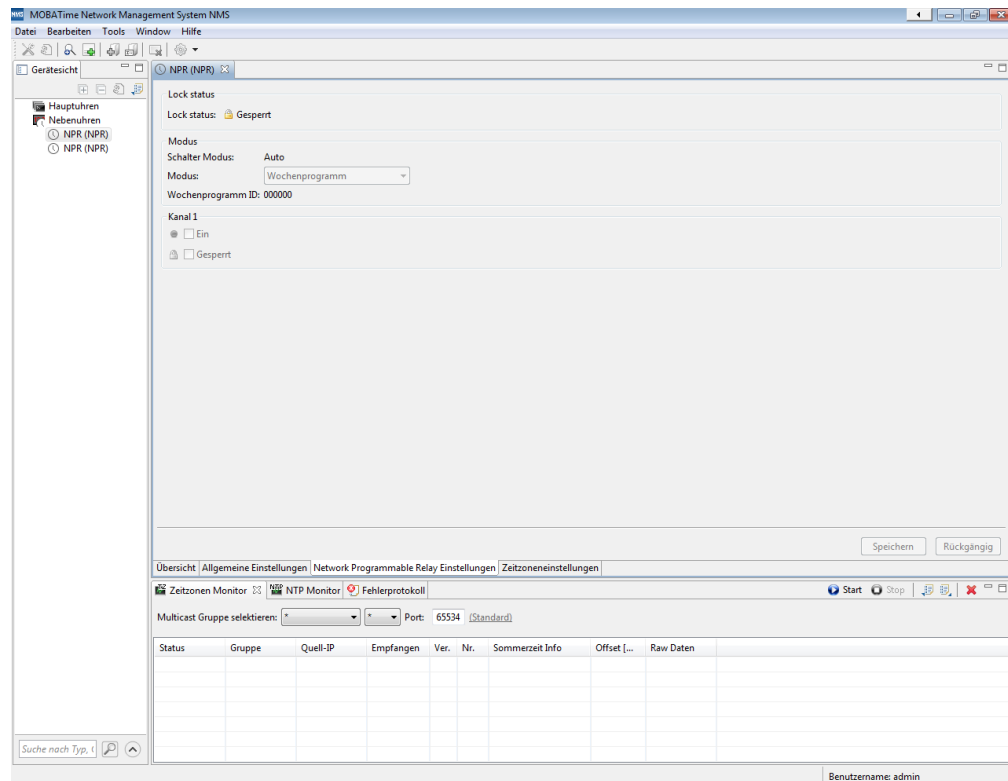 MOBATime Network Management System NMS
Datei Bearbeiten Tools Window Hilfe
Gerätesicht
Hauptuhren
Nebenuhren
NPR (NPR)
NPR (NPR)
NPR (NPR)
Lock status
Lock status: Gesperrt
Modus
Schalter Modus: Auto
Modus: Wochenprogramm
Wochenprogramm ID: 000000
Kanal 1
Ein
Gesperrt
Speichern Rückgängig
Übersicht Allgemeine Einstellungen Network Programmable Relay Einstellungen Zeitzoneneinstellungen
Zeitzonen Monitor NTP Monitor Fehlerprotokoll Start Stop
Multicast Gruppe selektieren: * * Port: 65534 (Standard)
Status Gruppe Quell-IP Empfangen Ver. Nr. Sommerzeit Info Offset [... Raw Daten
Suche nach Typ,
Benutzername: admin